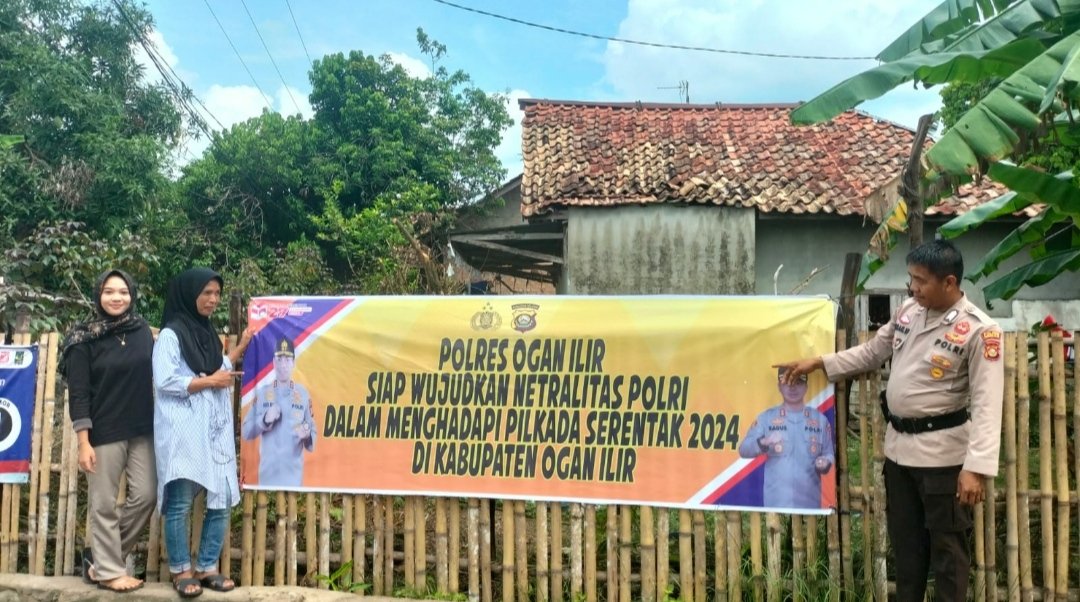 POLRES OGAN ILIR
SIAP WUJUDKAN NETRALITAS POLRI
DALAM MENGHADAPI PILKADA SERENTAK 2024
DI KABUPATEN OGAN ILIR
POLRI